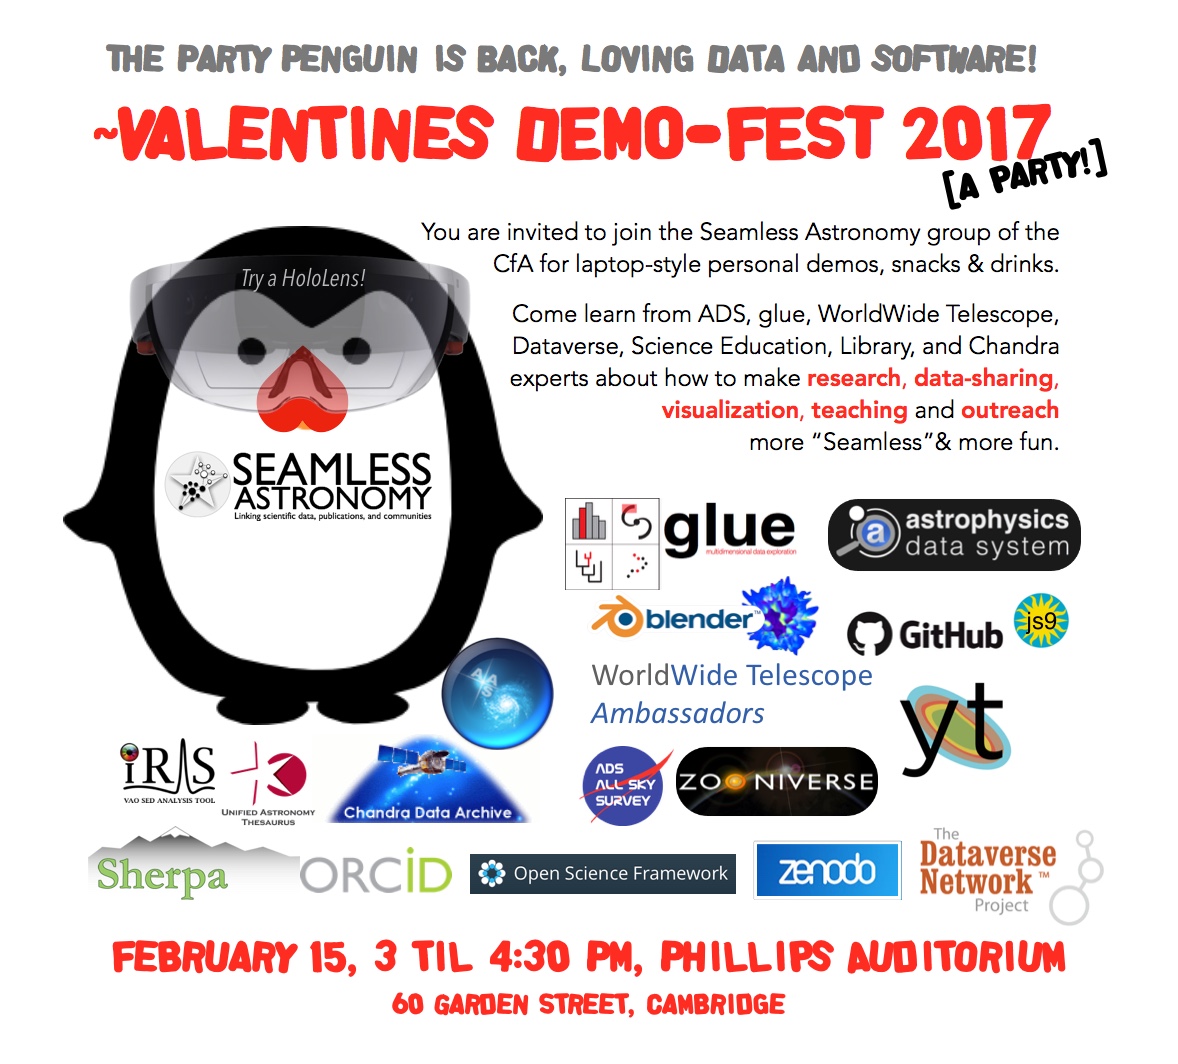 THE PARTY PENGUIN IS BACK, LOVING DATA AND SOFTWARE!
~VALENTINES DEMO-FEST 2017
[A PARTY!]
You are invited to join the Seamless Astronomy group of the
CfA for laptop-style personal demos, snacks & drinks.
Try a HoloLens!
Come learn from ADS, glue, WorldWide Telescope,
Dataverse, Science Education, Library, and Chandra
experts about how to make research, data-sharing,
visualization, teaching and outreach
more “Seamless”& more fun.
SEAMLESS
ASTRONOMY
Linking scientific data, publications, and communities
glue
multidimensional data exploration
a
astrophysics
data system
blender™
GitHub
js9
AAS
WorldWide Telescope
Ambassadors
yt
iRIS
VAO SED ANALYSIS TOOL
UNIFIED ASTRONOMY
THESAURUS
Chandra Data Archive
ADS
ALL SKY
SURVEY
ZOONIVERSE
Sherpa
ORCID
Open Science Framework
zenodo
The
Dataverse
Network™
Project
FEBRUARY 15, 3 TIL 4:30 PM, PHILLIPS AUDITORIUM
60 GARDEN STREET, CAMBRIDGE